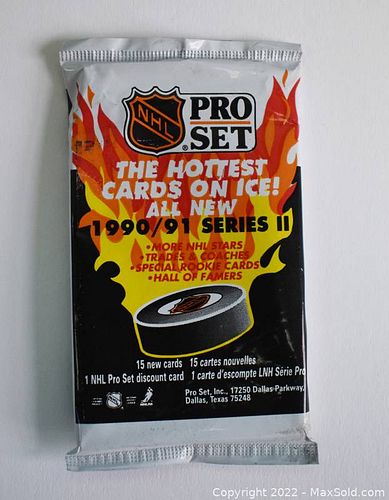 NHL
PRO
SET
®
THE HOTTEST
CARDS ON ICE!
ALL NEW
1990/91 SERIES II
•MORE NHL STARS
•TRADES & COACHES
•SPECIAL ROOKIE CARDS
•HALL OF FAMERS
15 new cards 15 cartes nouvelles
1 NHL Pro Set discount card 1 carte d'escompte LNH Série Pro
Pro Set, Inc., 17250 Dallas Parkway,
Dallas, Texas 75248
Copyright 2022 - MaxSold.com